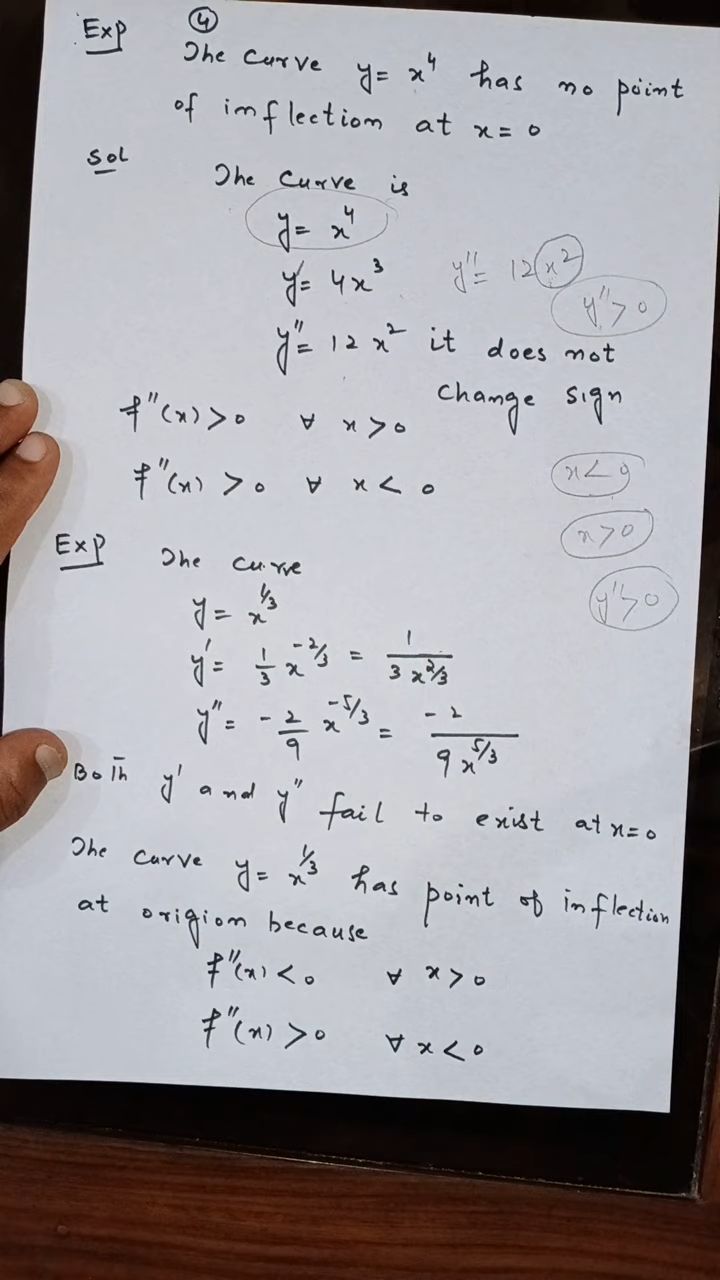 ④
Exp The curve y = x⁴ has no point
of inflection at x = 0
Sol The curve is
y = x⁴
y' = 4x³ y'' = 12x²
y'' > 0
y'' = 12x² it does not
change sign
f''(x) > 0 ∀ x > 0
f''(x) > 0 ∀ x < 0
x < 0
x > 0
Exp The curve
y = x^{1/3}
y'' > 0
y' = 1/3 x^{-2/3} = 1/(3x^{2/3})
y'' = -2/9 x^{-5/3} = -2/(9x^{5/3})
Both y' and y'' fail to exist at x = 0
The curve y = x^{1/3} has point of inflection
at origion because
f''(x) < 0 ∀ x > 0
f''(x) > 0 ∀ x < 0